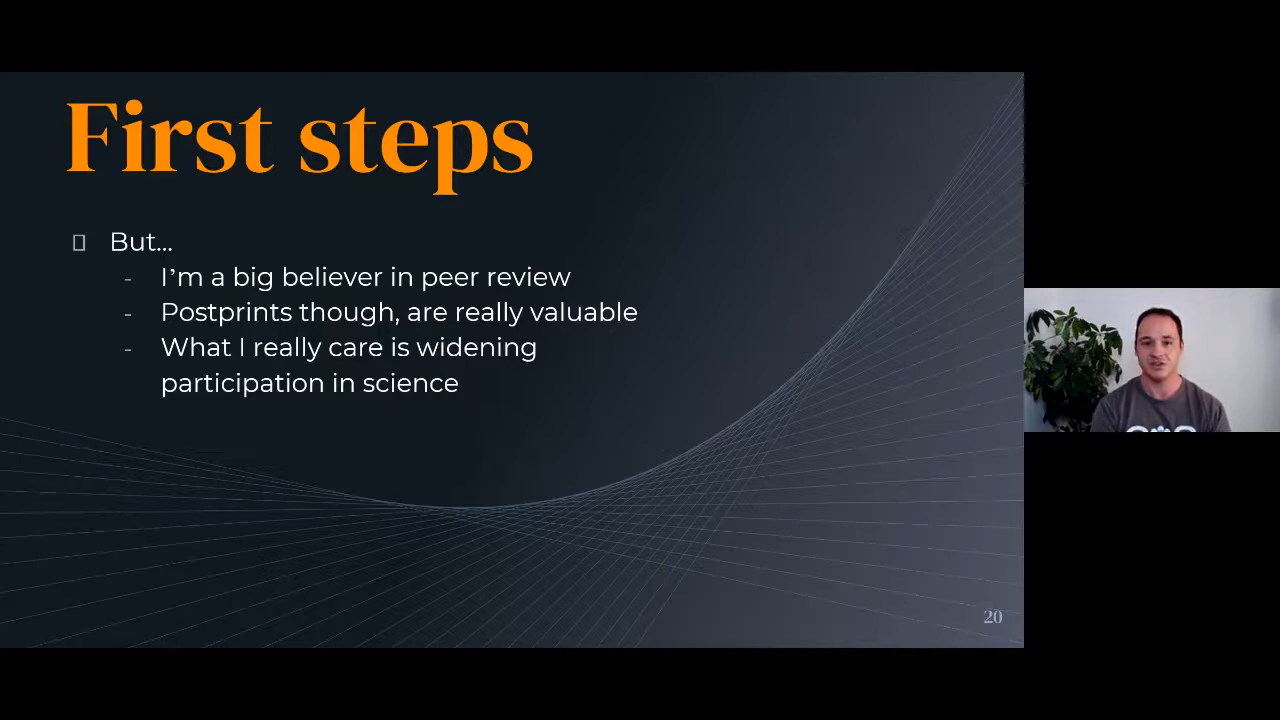 First steps
But...
- I’m a big believer in peer review
- Postprints though, are really valuable
- What I really care is widening
participation in science
20